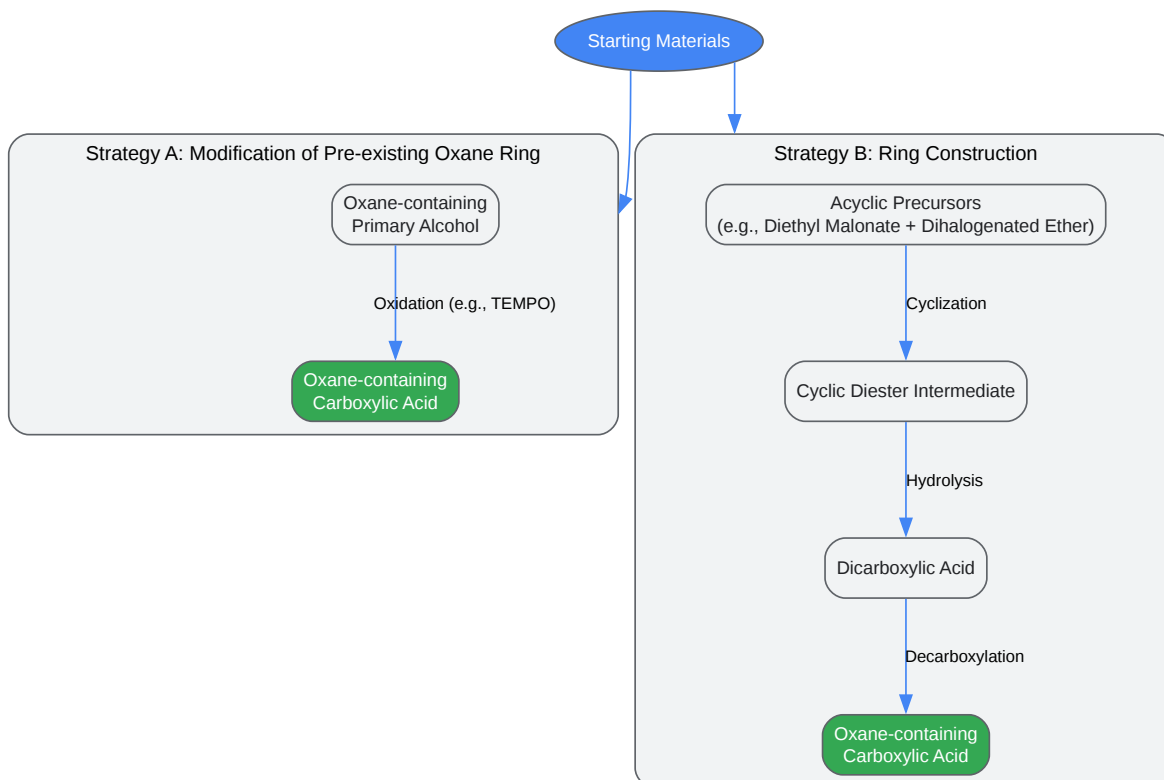 Starting Materials
Strategy A: Modification of Pre-existing Oxane Ring
Oxane-containing
Primary Alcohol
Oxidation (e.g., TEMPO)
Oxane-containing
Carboxylic Acid
Strategy B: Ring Construction
Acyclic Precursors
(e.g., Diethyl Malonate + Dihalogenated Ether)
Cyclization
Cyclic Diester Intermediate
Hydrolysis
Dicarboxylic Acid
Decarboxylation
Oxane-containing
Carboxylic Acid